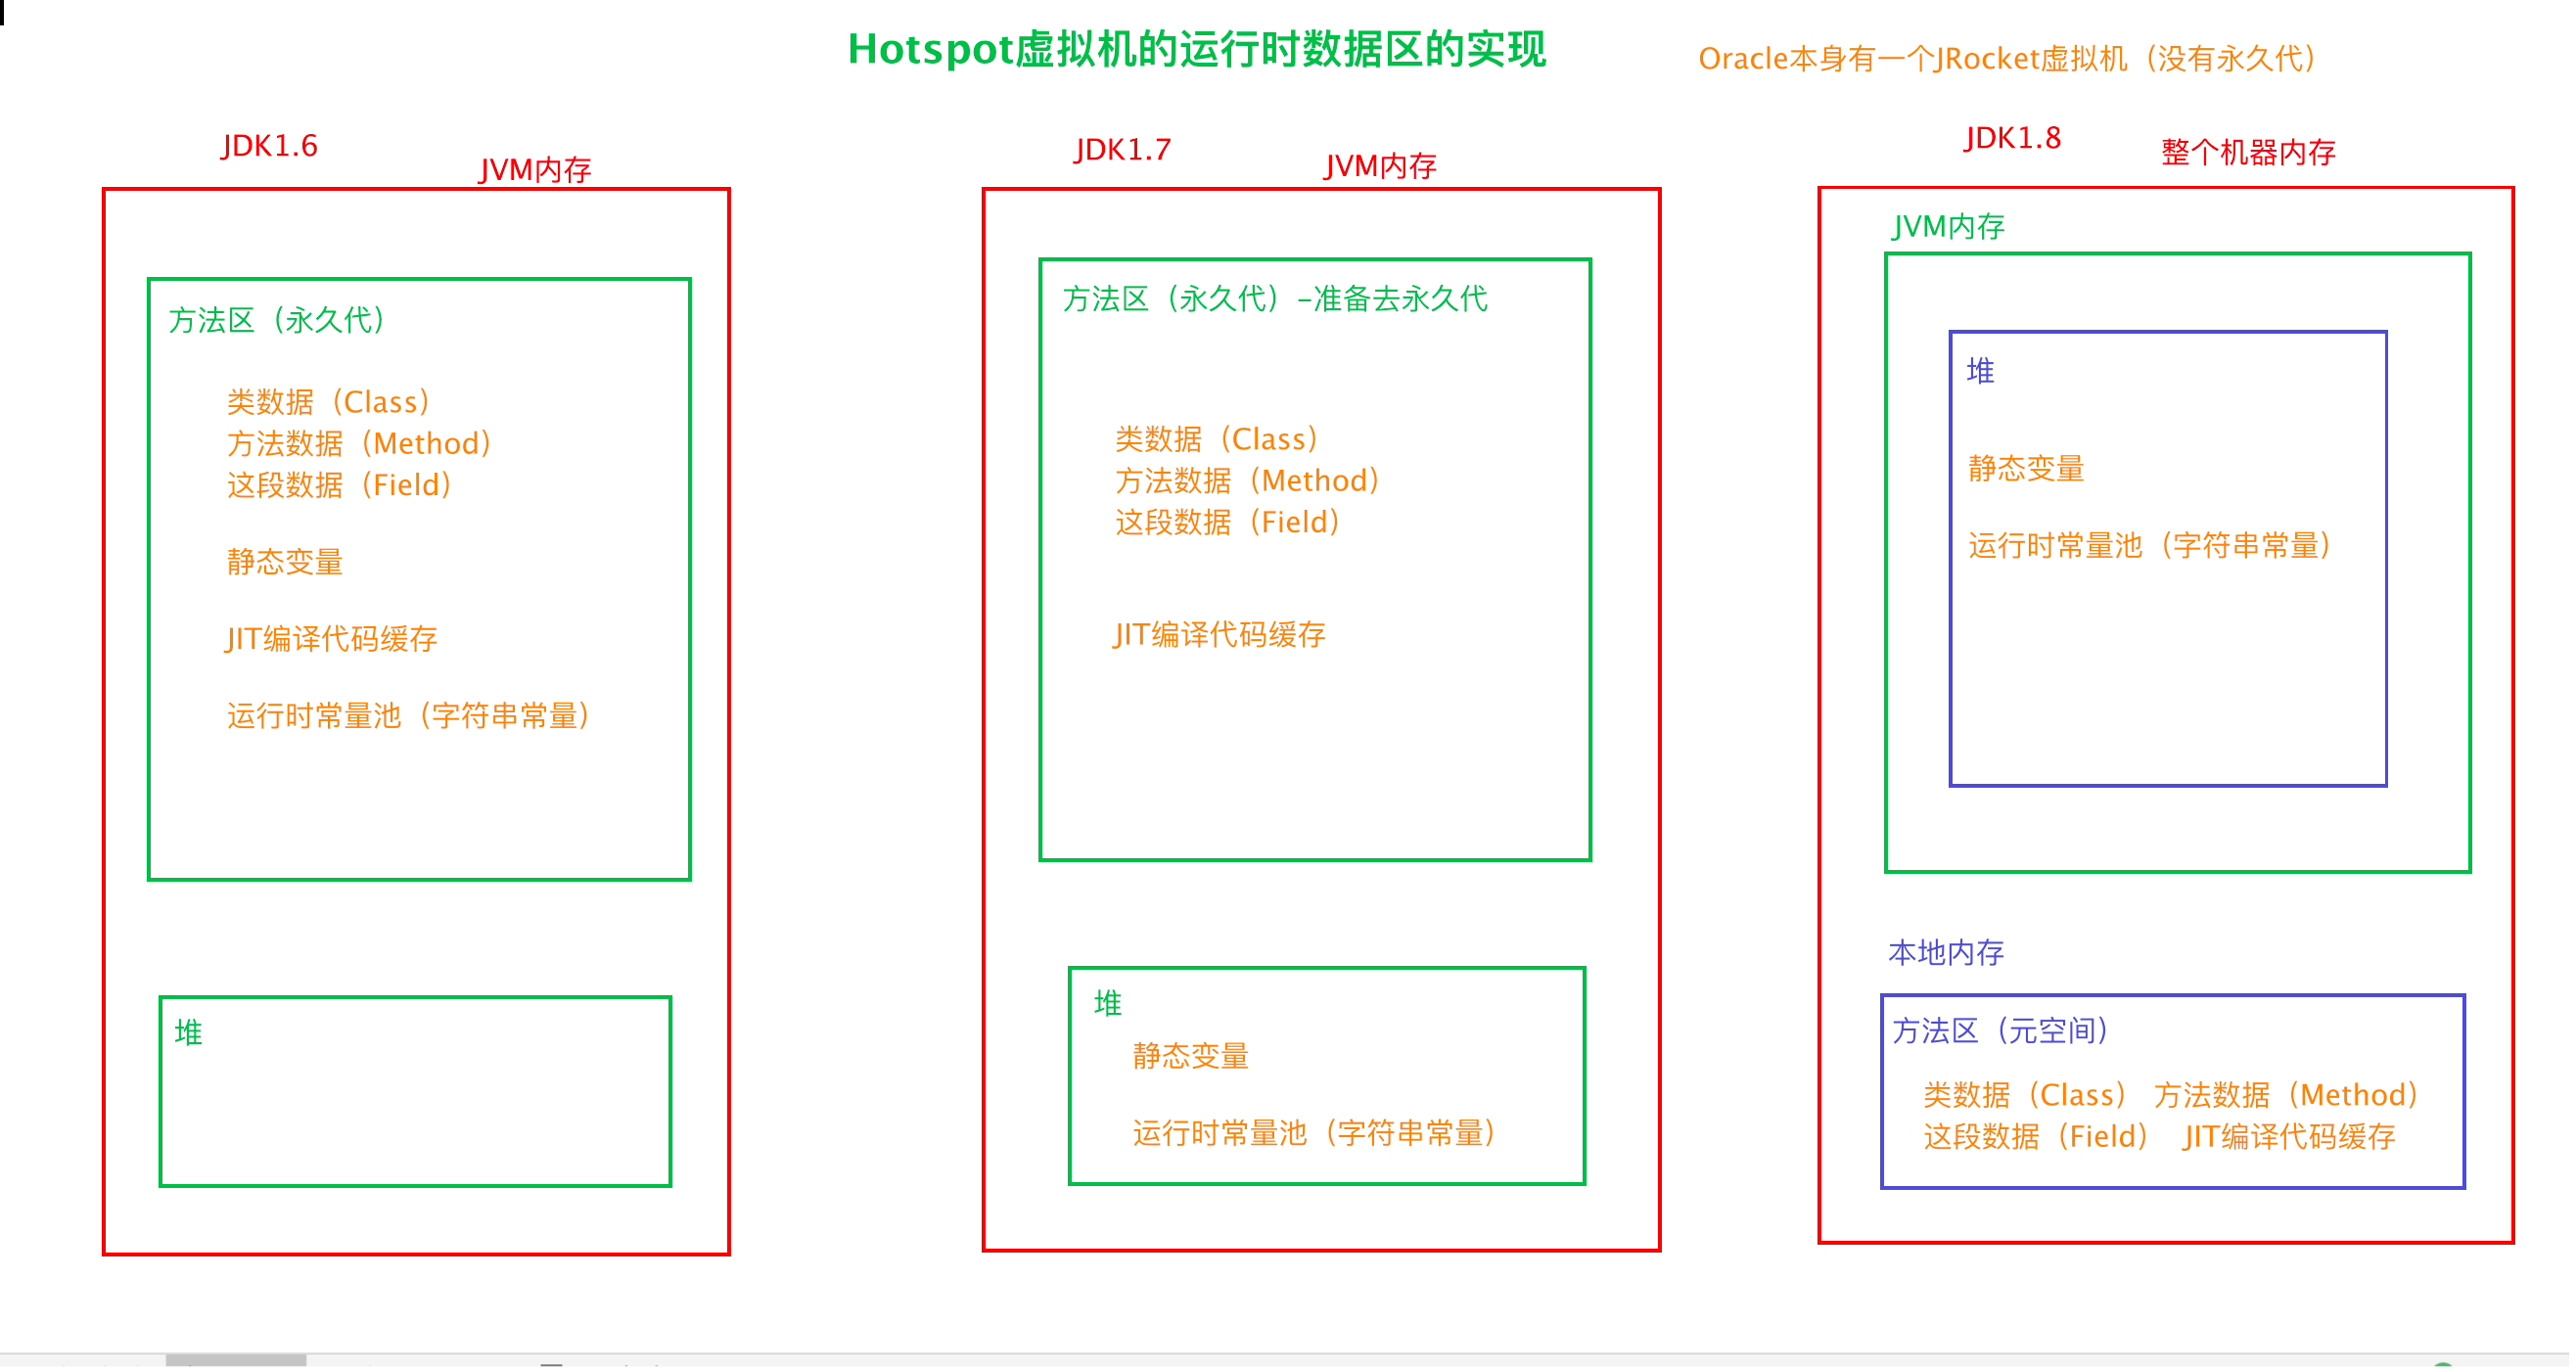 Hotspot虚拟机的运行时数据区的实现
Oracle本身有一个JRocket虚拟机（没有永久代）
JDK1.6
JVM内存
方法区（永久代）
类数据（Class）
方法数据（Method）
这段数据（Field）
静态变量
JIT编译代码缓存
运行时常量池（字符串常量）
堆
JDK1.7
JVM内存
方法区（永久代）-准备去永久代
类数据（Class）
方法数据（Method）
这段数据（Field）
JIT编译代码缓存
堆
静态变量
运行时常量池（字符串常量）
JDK1.8
整个机器内存
JVM内存
堆
静态变量
运行时常量池（字符串常量）
本地内存
方法区（元空间）
类数据（Class） 方法数据（Method）
这段数据（Field） JIT编译代码缓存